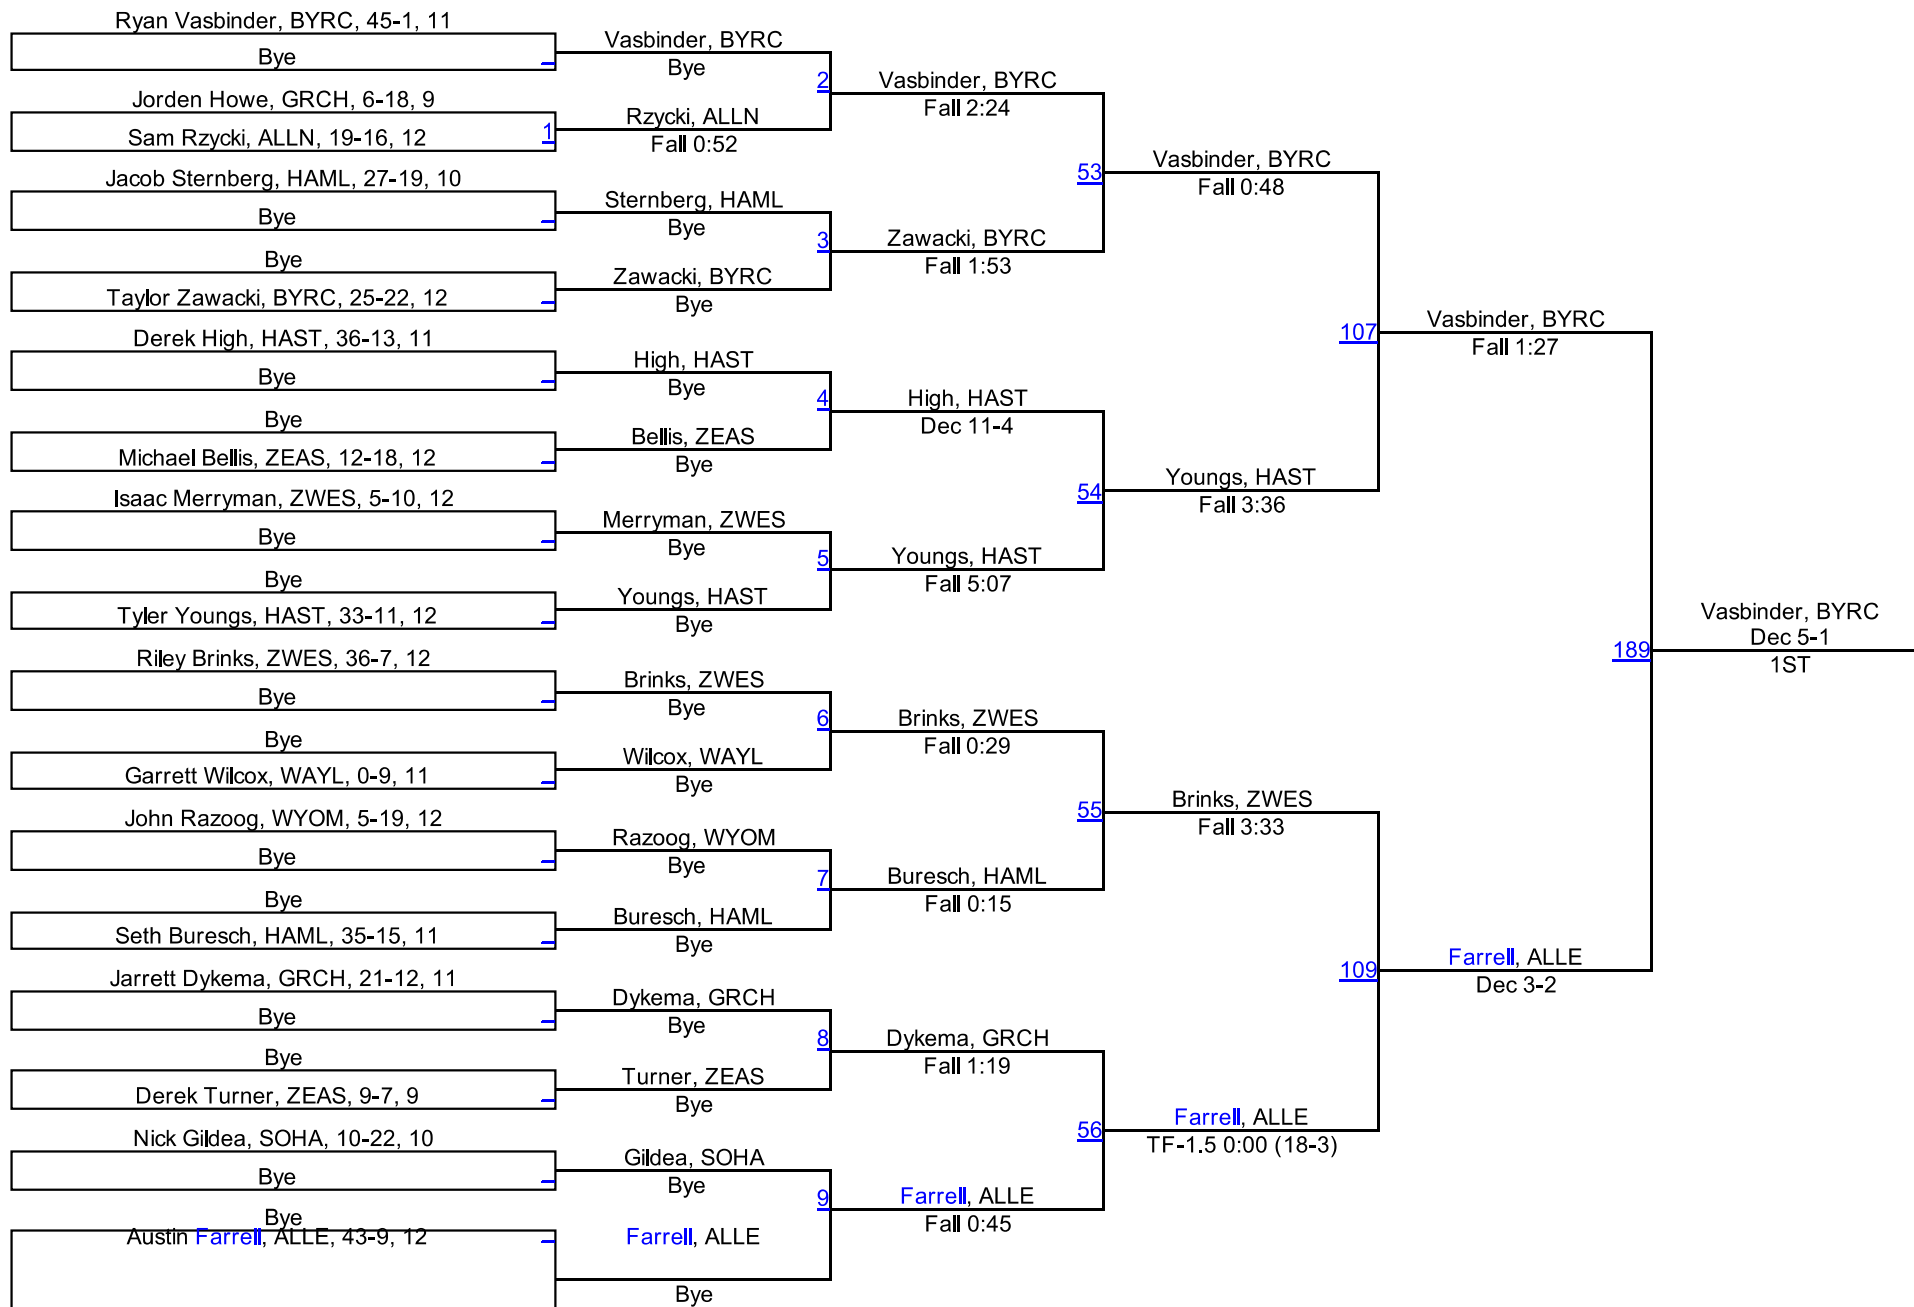 Ryan Vasbinder, BYRC, 45-1, 11
Bye
Jorden Howe, GRCH, 6-18, 9
1
Sam Rzycki, ALLN, 19-16, 12
Jacob Sternberg, HAML, 27-19, 10
Bye
Bye
Taylor Zawacki, BYRC, 25-22, 12
Derek High, HAST, 36-13, 11
Bye
Bye
Michael Bellis, ZEAS, 12-18, 12
Isaac Merryman, ZWES, 5-10, 12
Bye
Bye
Tyler Youngs, HAST, 33-11, 12
Riley Brinks, ZWES, 36-7, 12
Bye
Bye
Garrett Wilcox, WAYL, 0-9, 11
John Razoog, WYOM, 5-19, 12
Bye
Bye
Seth Buresch, HAML, 35-15, 11
Jarrett Dykema, GRCH, 21-12, 11
Bye
Bye
Derek Turner, ZEAS, 9-7, 9
Nick Gildea, SOHA, 10-22, 10
Bye
Bye
Austin Farrell, ALLE, 43-9, 12
Vasbinder, BYRC
Bye
2
Rzycki, ALLN
Fall 0:52
Sternberg, HAML
Bye
3
Zawacki, BYRC
Bye
High, HAST
Bye
4
Bellis, ZEAS
Bye
Merryman, ZWES
Bye
5
Youngs, HAST
Bye
Brinks, ZWES
Bye
6
Wilcox, WAYL
Bye
Razoog, WYOM
Bye
7
Buresch, HAML
Bye
Dykema, GRCH
Bye
8
Turner, ZEAS
Bye
Gildea, SOHA
Bye
9
Farrell, ALLE
Bye
Vasbinder, BYRC
Fall 2:24
53
Zawacki, BYRC
Fall 1:53
High, HAST
Dec 11-4
54
Youngs, HAST
Fall 5:07
Brinks, ZWES
Fall 0:29
55
Buresch, HAML
Fall 0:15
Dykema, GRCH
Fall 1:19
56
Farrell, ALLE
Fall 0:45
Vasbinder, BYRC
Fall 0:48
107
Youngs, HAST
Fall 3:36
Brinks, ZWES
Fall 3:33
109
Farrell, ALLE
TF-1.5 0:00 (18-3)
Vasbinder, BYRC
Fall 1:27
189
Farrell, ALLE
Dec 3-2
Vasbinder, BYRC
Dec 5-1
1ST